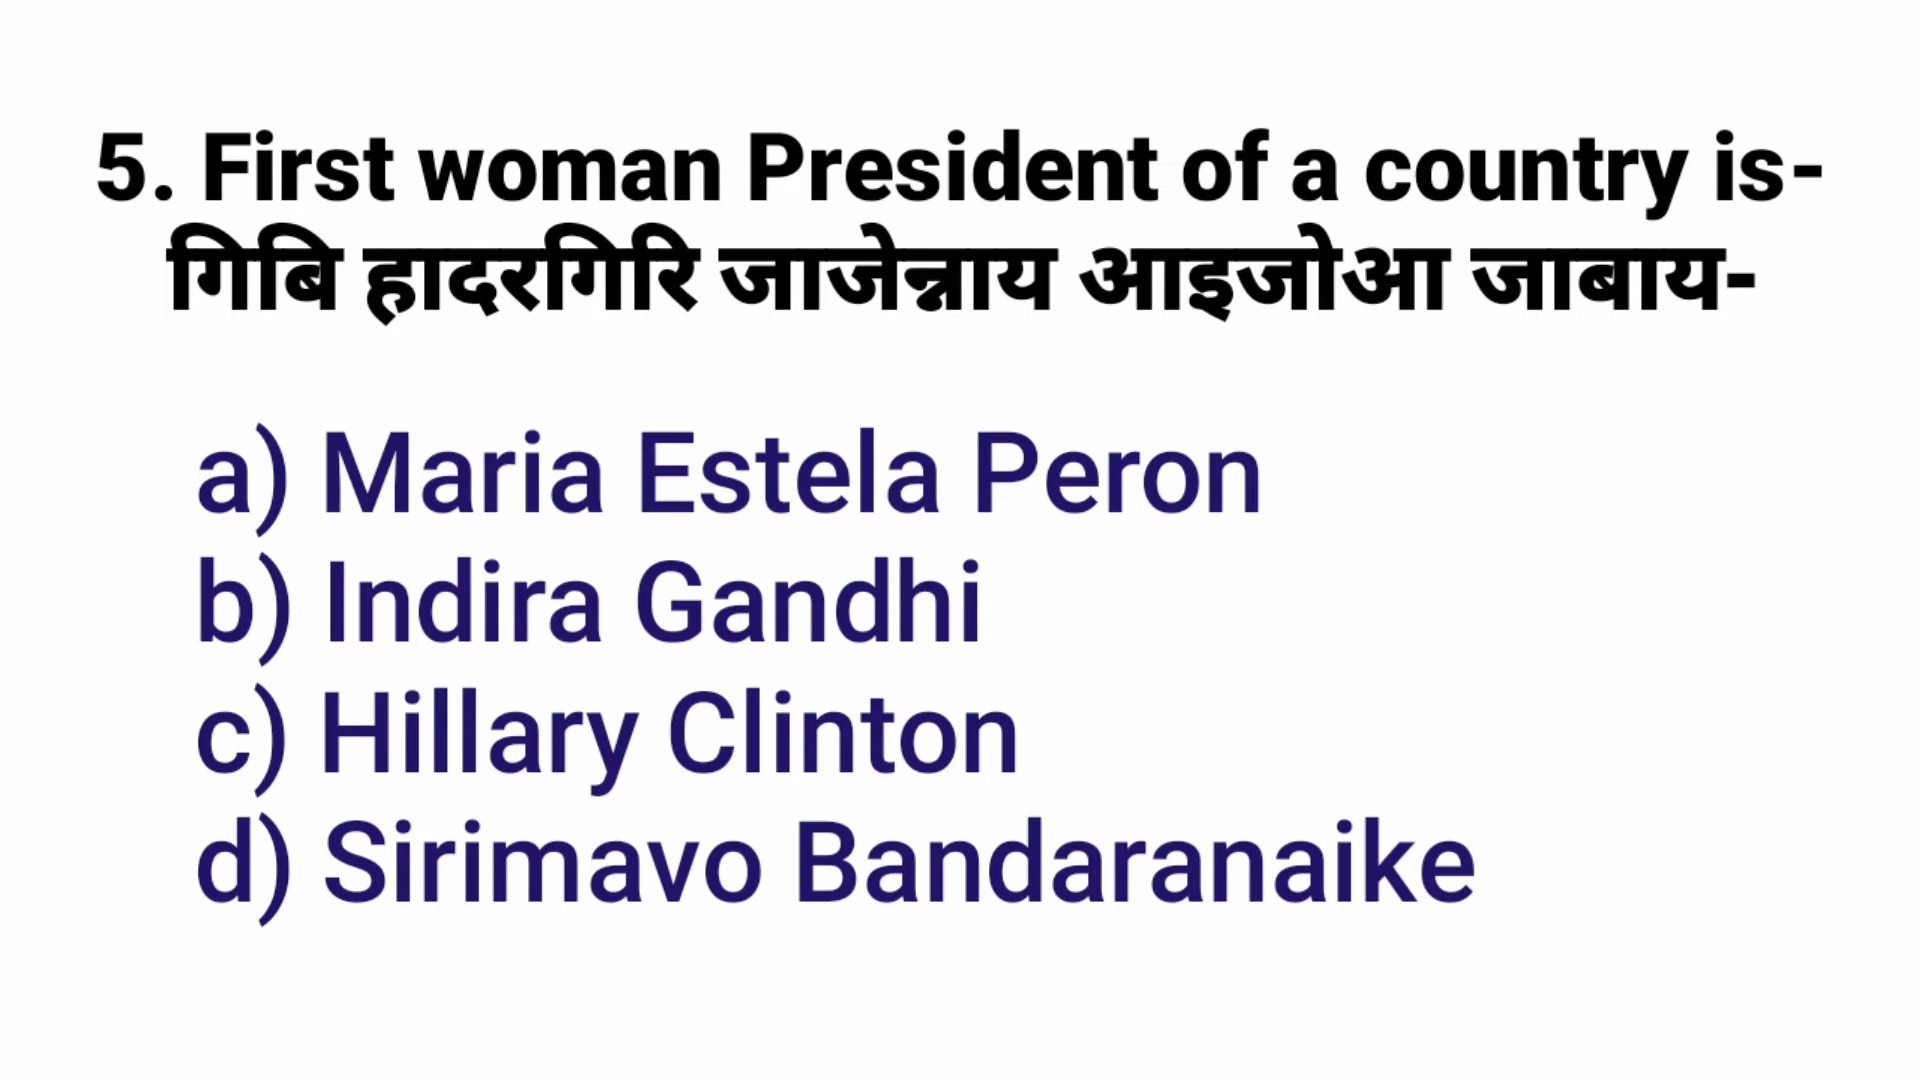 5. First woman President of a country is-
गिबि हादरगिरि जाजेन्नाय आइजोआ जाबाय-
a) Maria Estela Peron
b) Indira Gandhi
c) Hillary Clinton
d) Sirimavo Bandaranaike